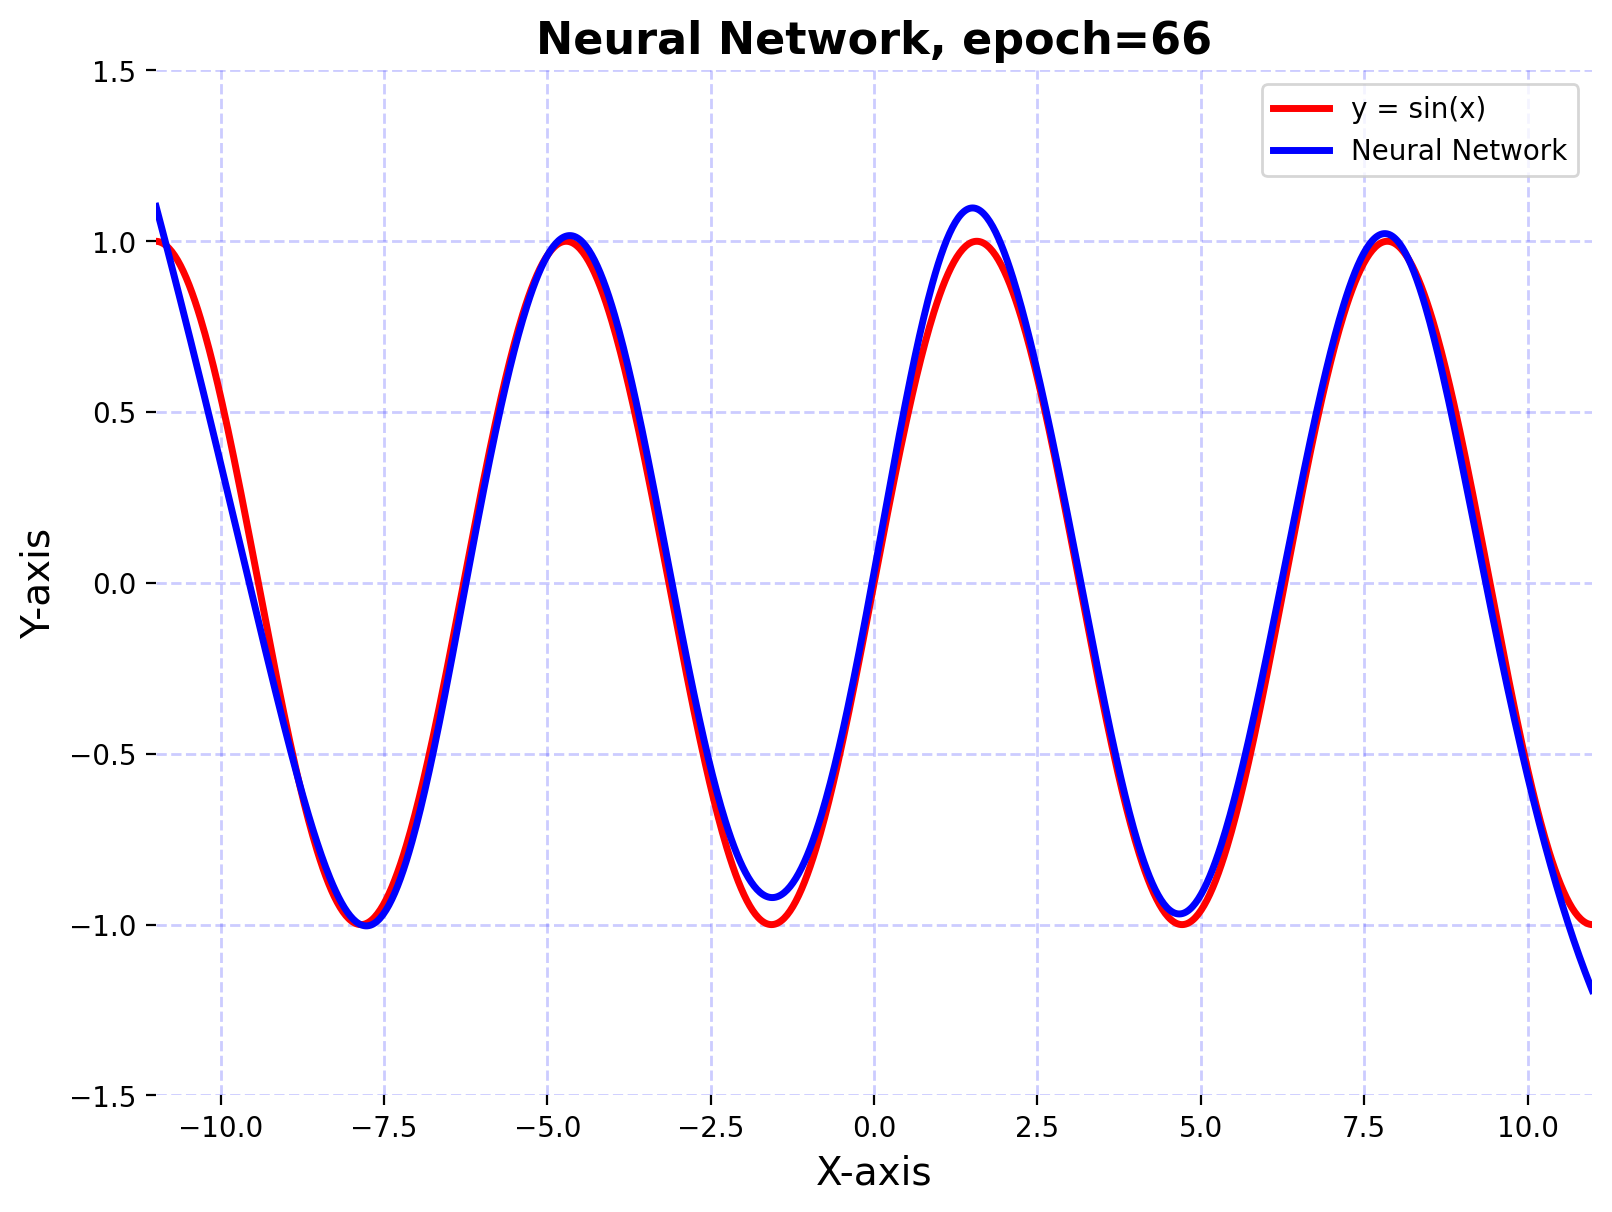 Neural Network, epoch=66
1.5
1.0
0.5
0.0
−0.5
−1.0
−1.5
Y-axis
y = sin(x)
Neural Network
−10.0 −7.5 −5.0 −2.5 0.0 2.5 5.0 7.5 10.0
X-axis